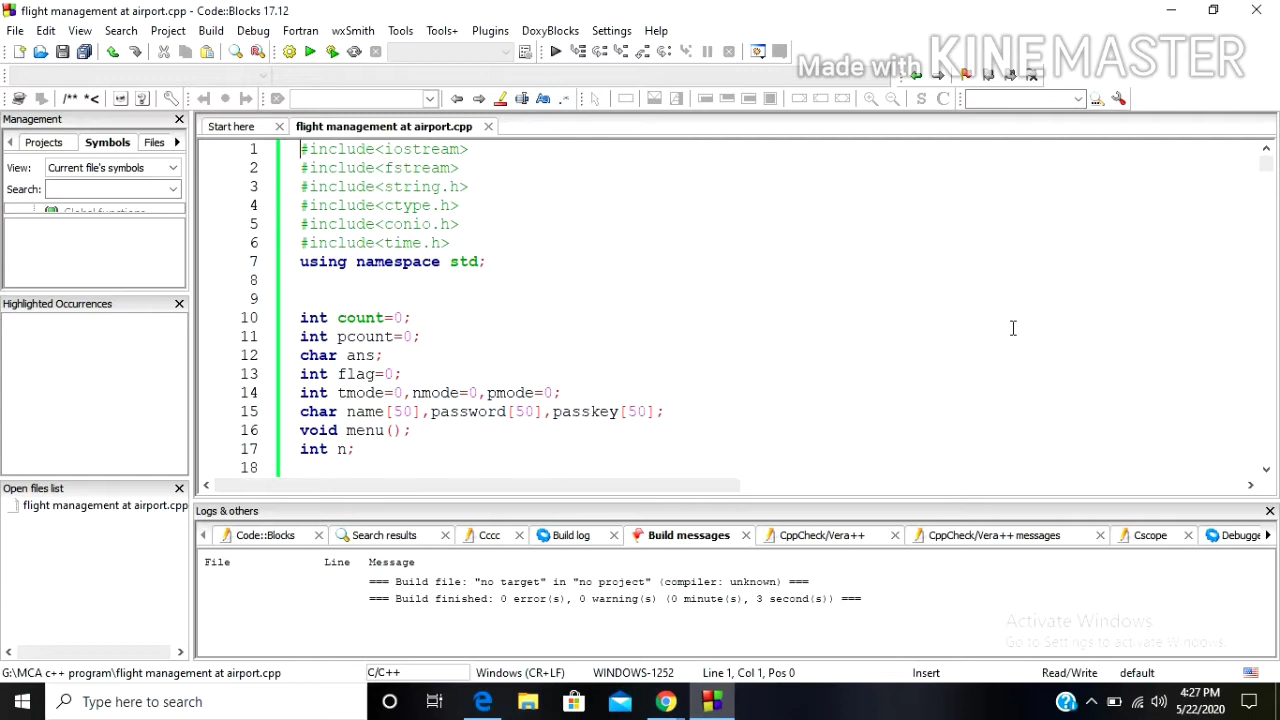 flight management at airport.cpp - Code::Blocks 17.12
File Edit View Search Project Build Debug Fortran wxSmith Tools Tools+ Plugins DoxyBlocks Settings Help
Made with KINEMASTER
/** *<
S C
Management
Projects Symbols Files
View: Current file's symbols
Search:
Global functions
Highlighted Occurrences
Open files list
flight management at airport.cpp
Start here flight management at airport.cpp
1 #include<iostream>
2 #include<fstream>
3 #include<string.h>
4 #include<ctype.h>
5 #include<conio.h>
6 #include<time.h>
7 using namespace std;
8
9
10 int count=0;
11 int pcount=0;
12 char ans;
13 int flag=0;
14 int tmode=0,nmode=0,pmode=0;
15 char name[50],password[50],passkey[50];
16 void menu();
17 int n;
18
Logs & others
Code::Blocks Search results Cccc Build log Build messages CppCheck/Vera++ CppCheck/Vera++ messages Cscope Debugge
File Line Message
=== Build file: "no target" in "no project" (compiler: unknown) ===
=== Build finished: 0 error(s), 0 warning(s) (0 minute(s), 3 second(s)) ===
Activate Windows
Go to Settings to activate Windows.
G:\MCA c++ program\flight management at airport.cpp C/C++ Windows (CR+LF) WINDOWS-1252 Line 1, Col 1, Pos 0 Insert Read/Write default
Type here to search
4:27 PM
5/22/2020